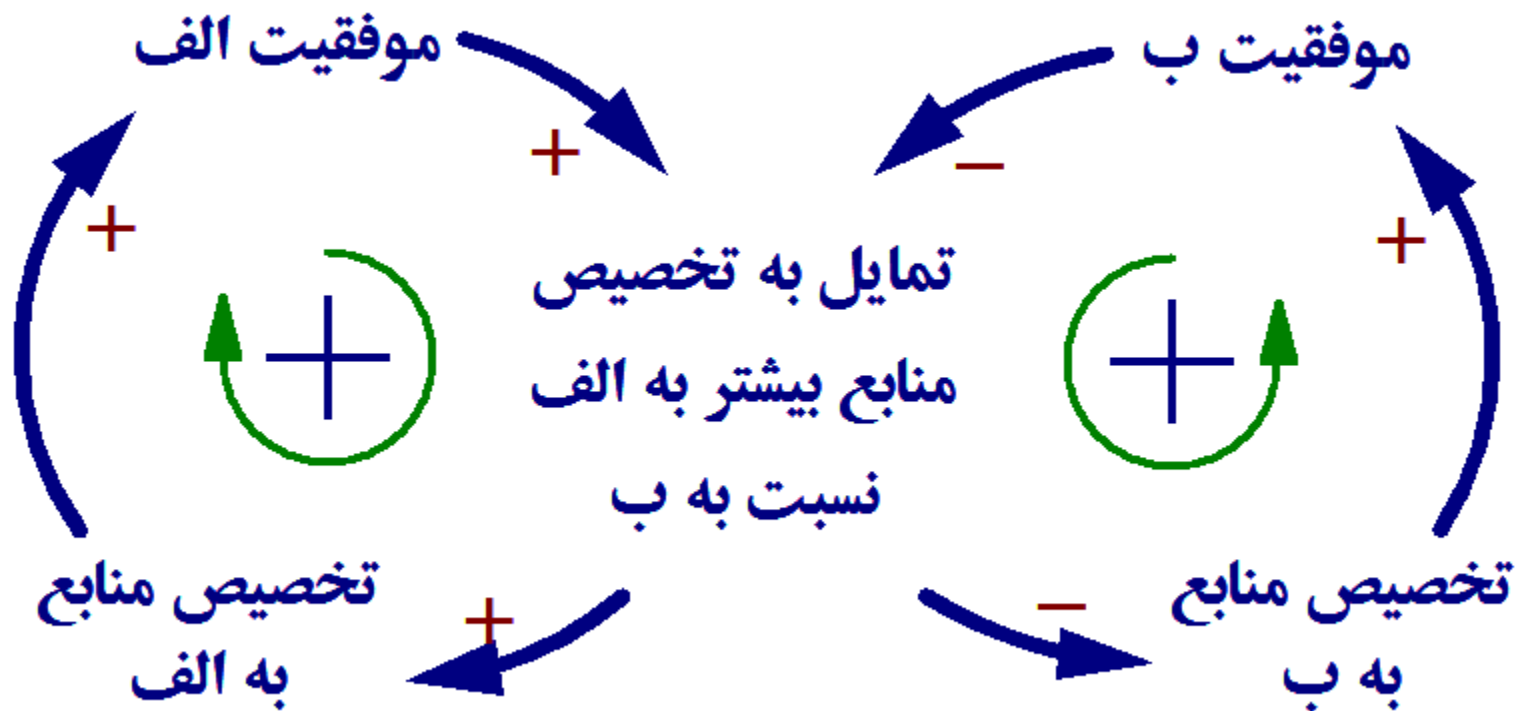 موفقیت ب
موفقیت الف
+
−
+
+
تمایل به تخصیص
منابع بیشتر به الف
نسبت به ب
+
+
تخصیص منابع
به ب
−
+
تخصیص منابع
به الف